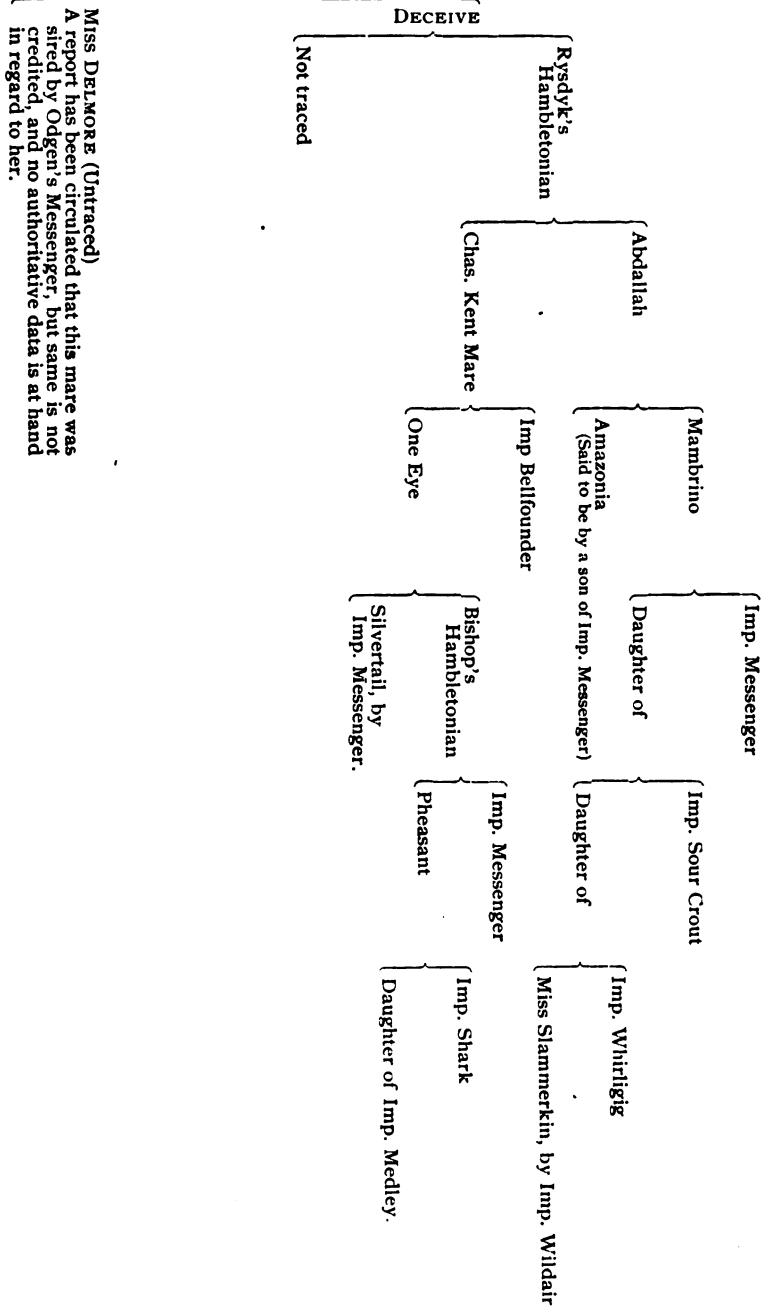 DECEIVE
Rysdyk's
Hambletonian
Not traced
Abdallah
Chas. Kent Mare
Mambrino
Amazonia
(Said to be by a son of Imp. Messenger)
Imp Bellfounder
One Eye
Imp. Messenger
Daughter of
Bishop's
Hambletonian
Silvertail, by
Imp. Messenger.
Imp. Sour Crout
Daughter of
Imp. Messenger
Pheasant
Imp. Whirligig
Miss Slammerkin, by Imp. Wildair
Imp. Shark
Daughter of Imp. Medley.
MISS DELMORE (Untraced)
A report has been circulated that this mare was
sired by Odgen's Messenger, but same is not
credited, and no authoritative data is at hand
in regard to her.